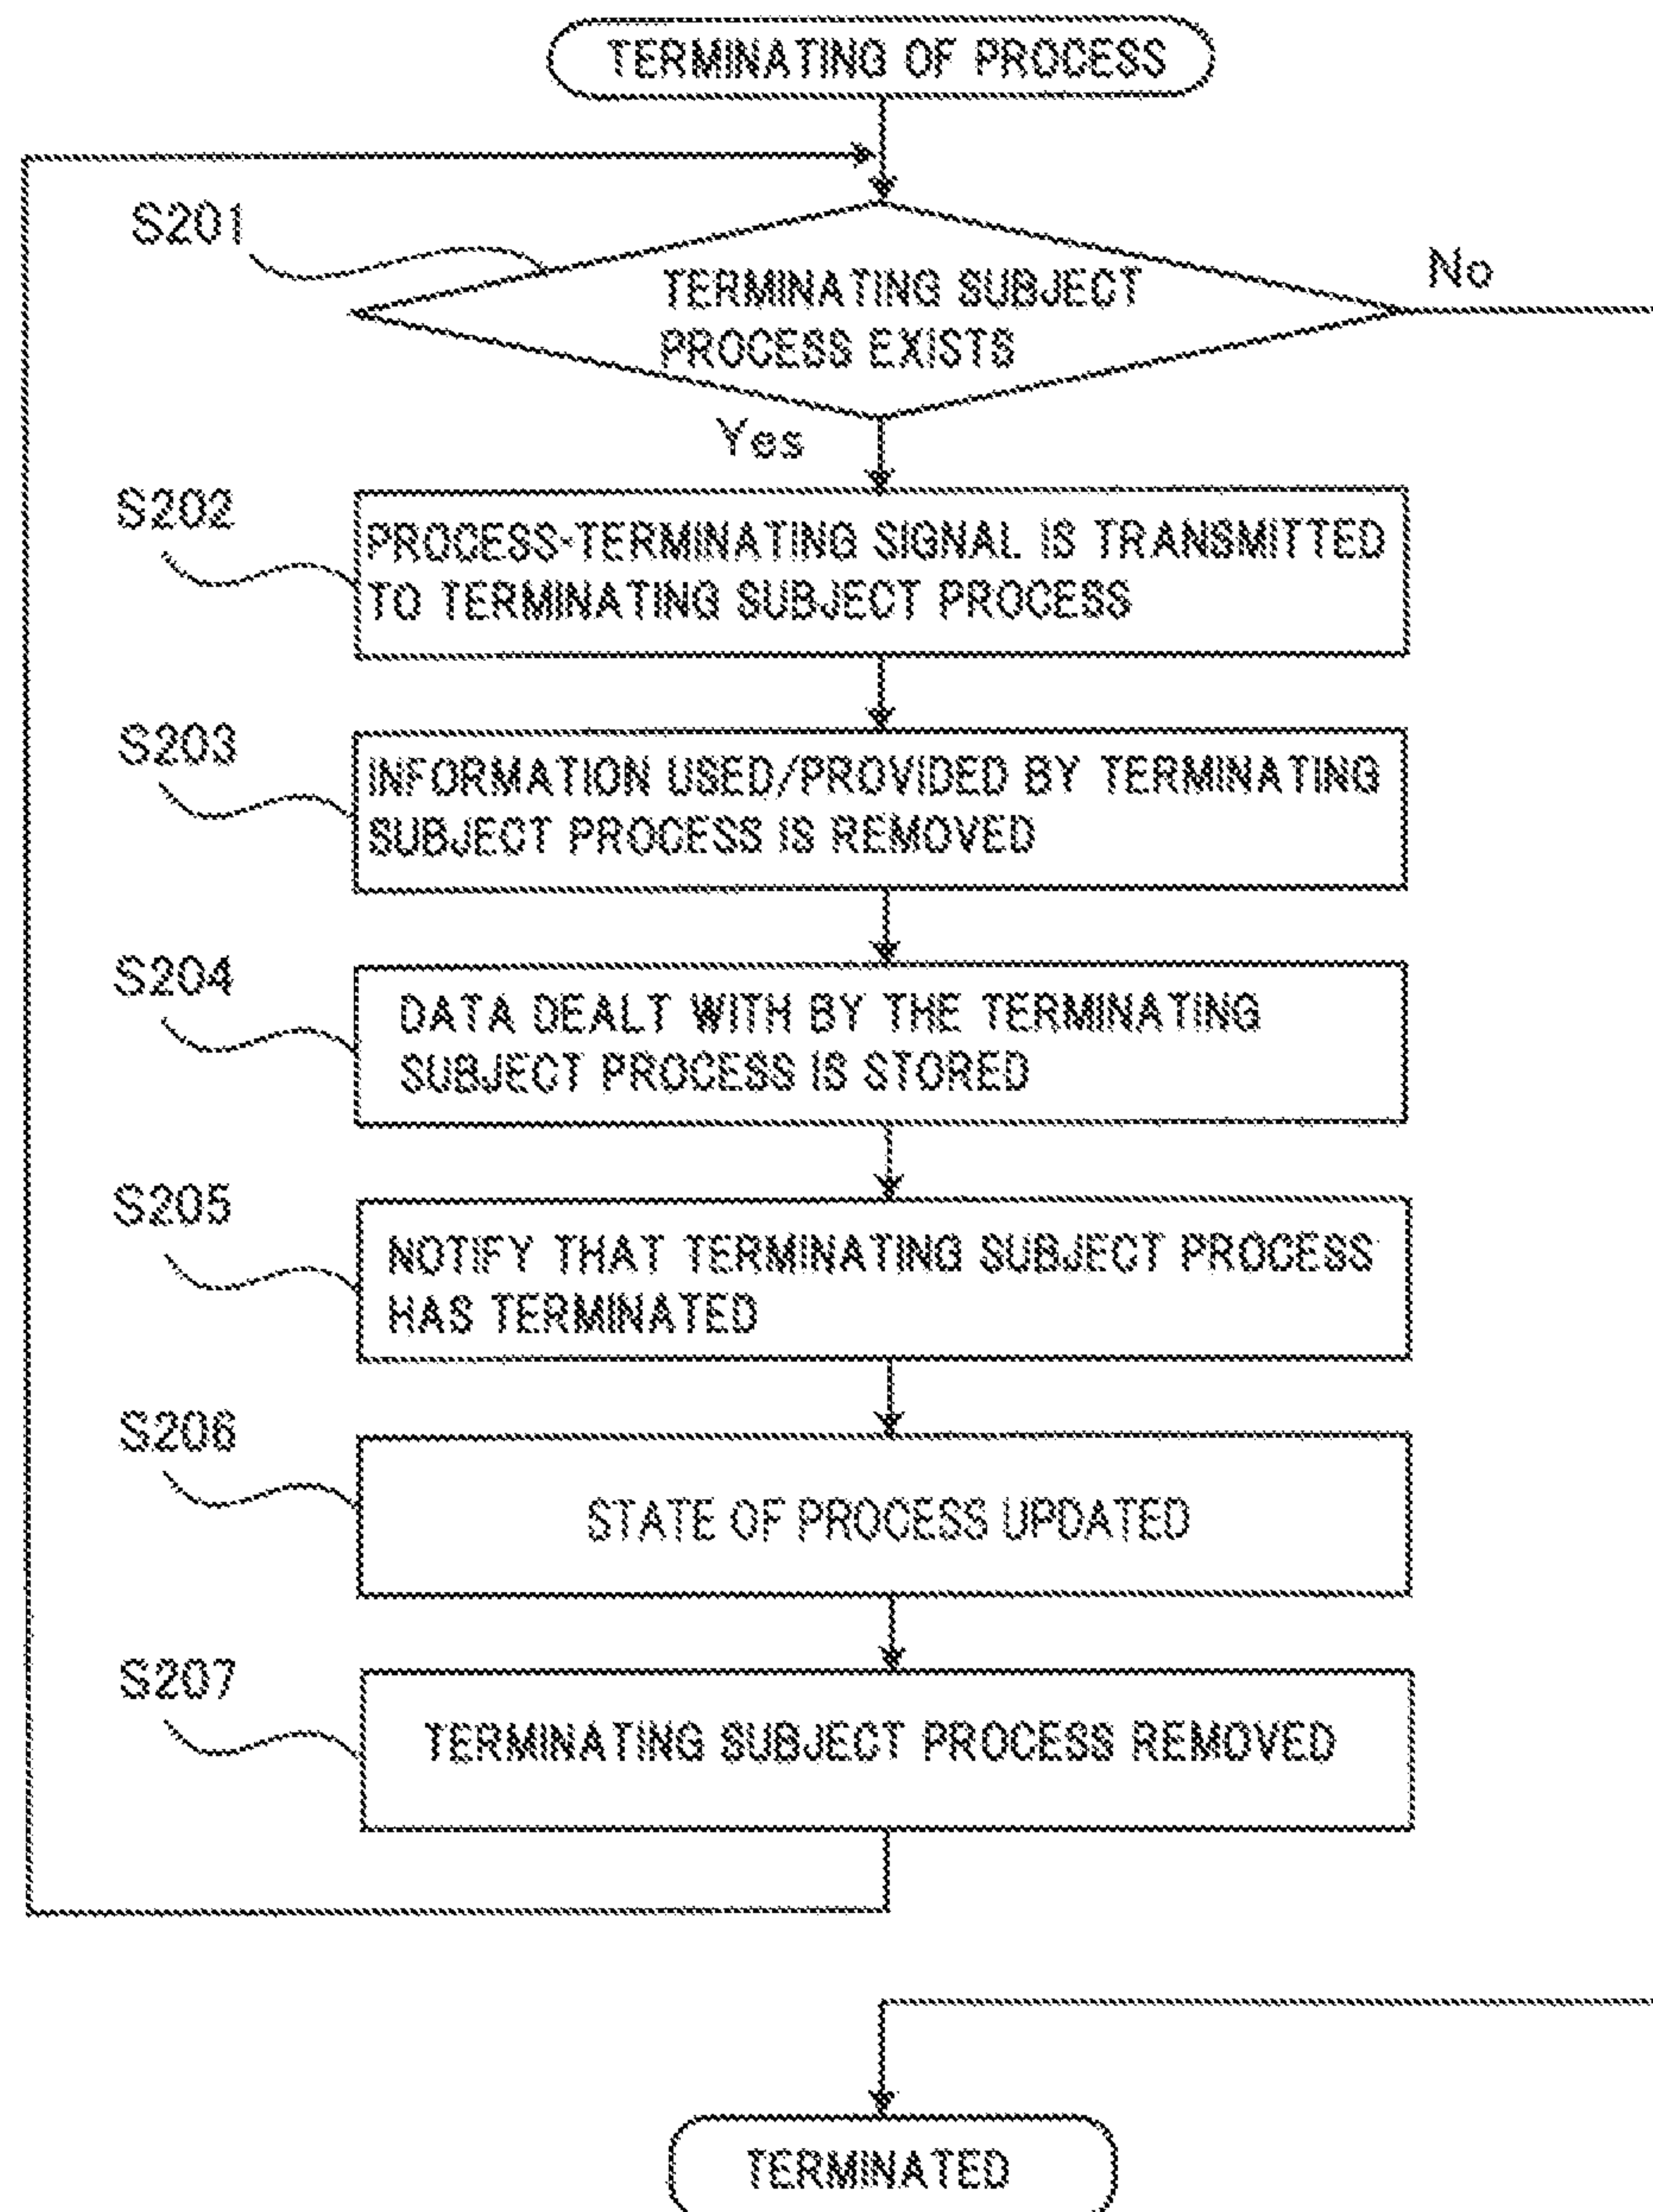 TERMINATING OF PROCESS
S201
TERMINATING SUBJECT
PROCESS EXISTS
No
Yes
S202
PROCESS-TERMINATING SIGNAL IS TRANSMITTED
TO TERMINATING SUBJECT PROCESS
S203
INFORMATION USED/PROVIDED BY TERMINATING
SUBJECT PROCESS IS REMOVED
S204
DATA DEALT WITH BY THE TERMINATING
SUBJECT PROCESS IS STORED
S205
NOTIFY THAT TERMINATING SUBJECT PROCESS
HAS TERMINATED
S206
STATE OF PROCESS UPDATED
S207
TERMINATING SUBJECT PROCESS REMOVED
TERMINATED